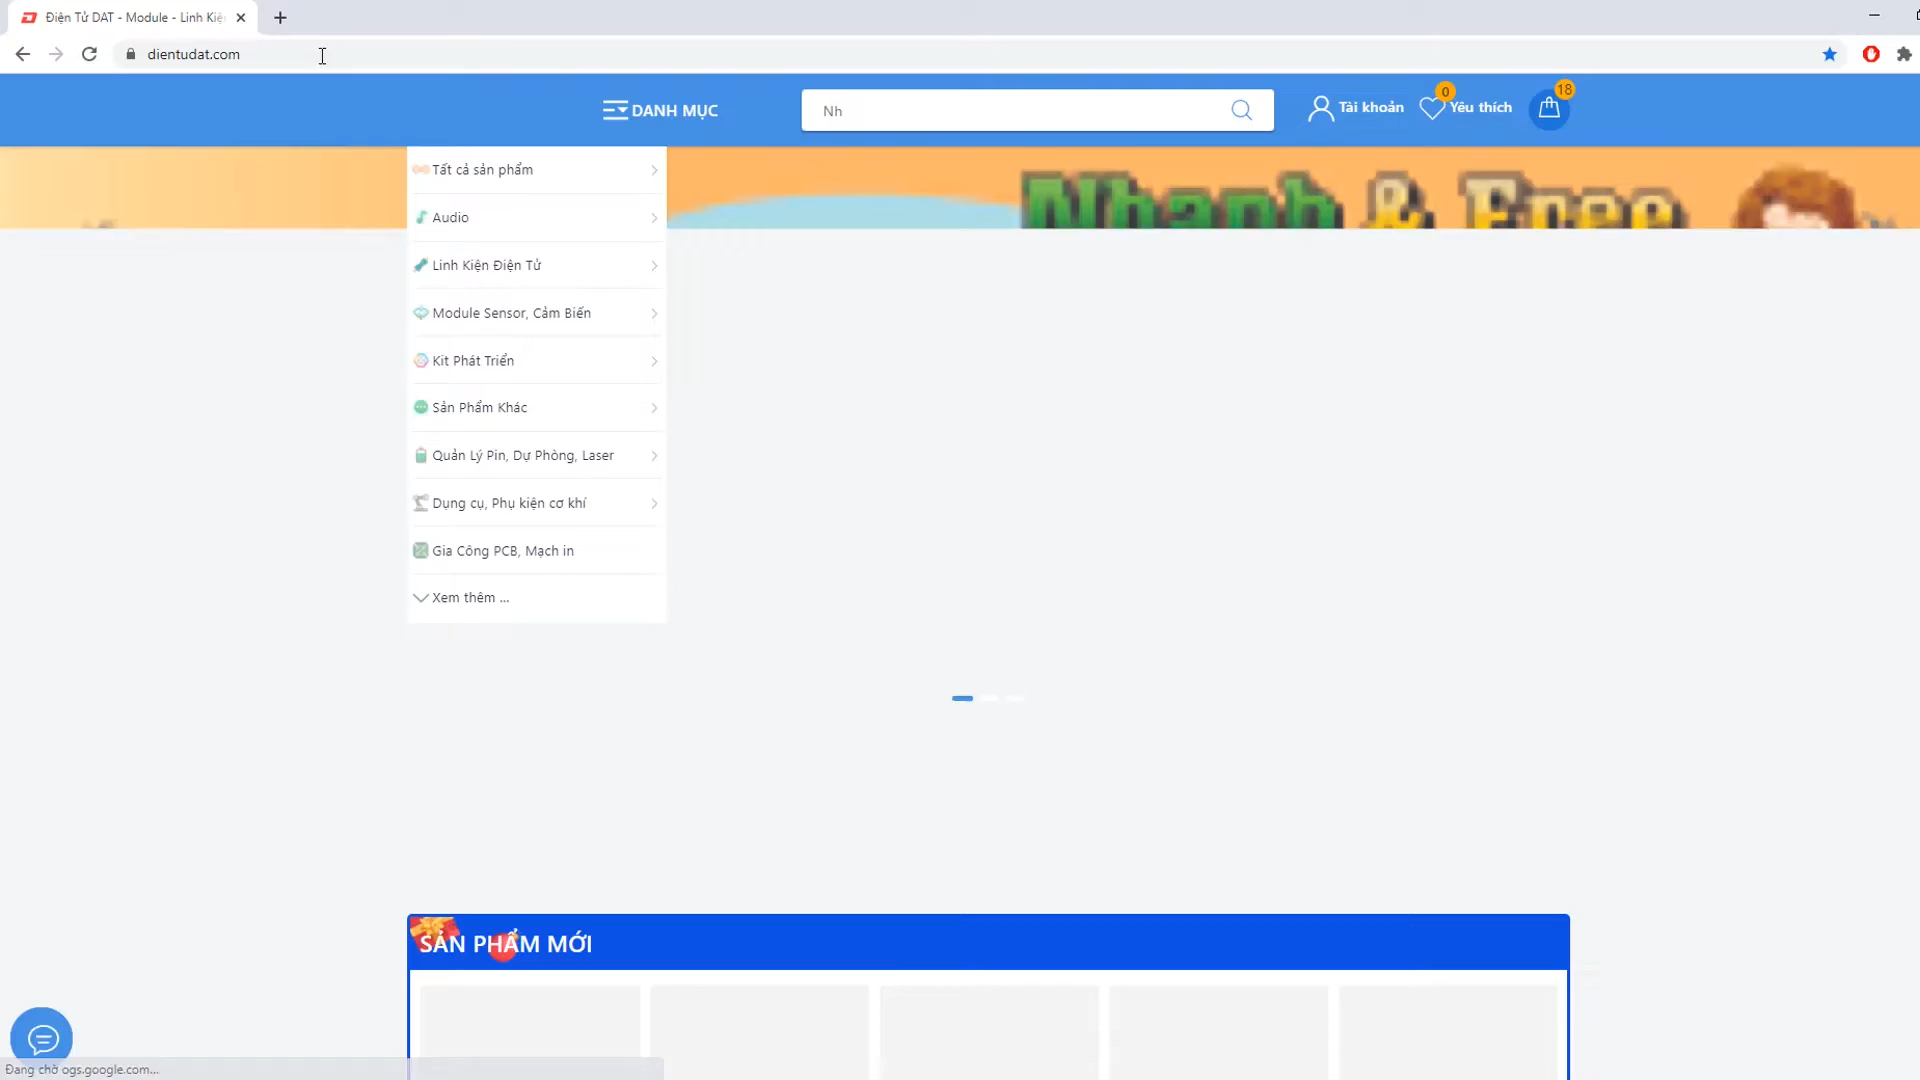 Điện Tử DAT - Module - Linh Kiệ
dientudat.com
DANH MỤC
Nh
Tài khoản
0
Yêu thích
18
Tất cả sản phẩm
Audio
Linh Kiện Điện Tử
Module Sensor, Cảm Biến
Kit Phát Triển
Sản Phẩm Khác
Quản Lý Pin, Dự Phòng, Laser
Dụng cụ, Phụ kiện cơ khí
Gia Công PCB, Mạch in
Xem thêm ...
Nhanh & Free
SẢN PHẨM MỚI
Đang chờ ogs.google.com...